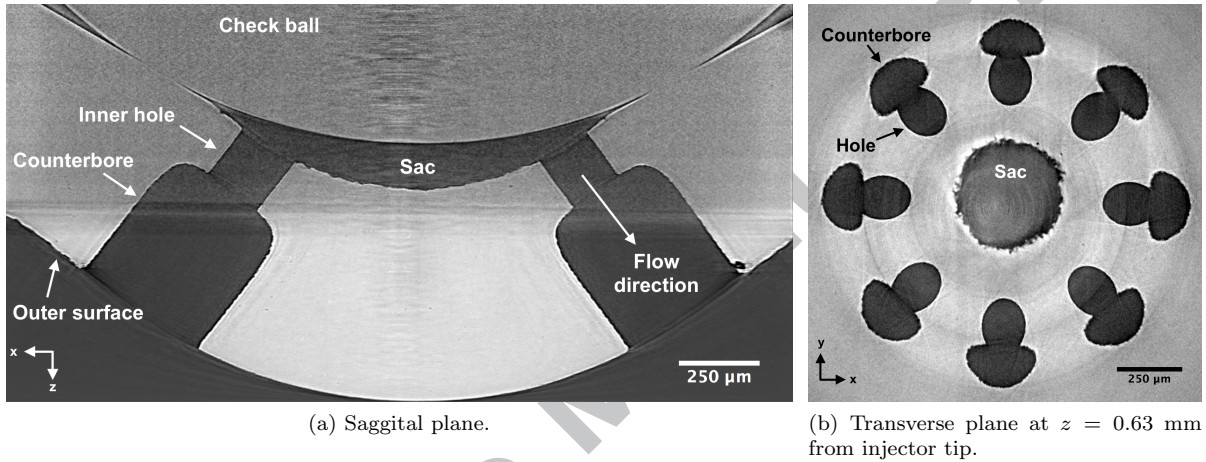 Check ball
Inner hole
Counterbore
Sac
Flow
direction
Outer surface
x
z
250 μm
(a) Saggital plane.
Counterbore
Hole
Sac
y
x
250 μm
(b) Transverse plane at z = 0.63 mm
from injector tip.